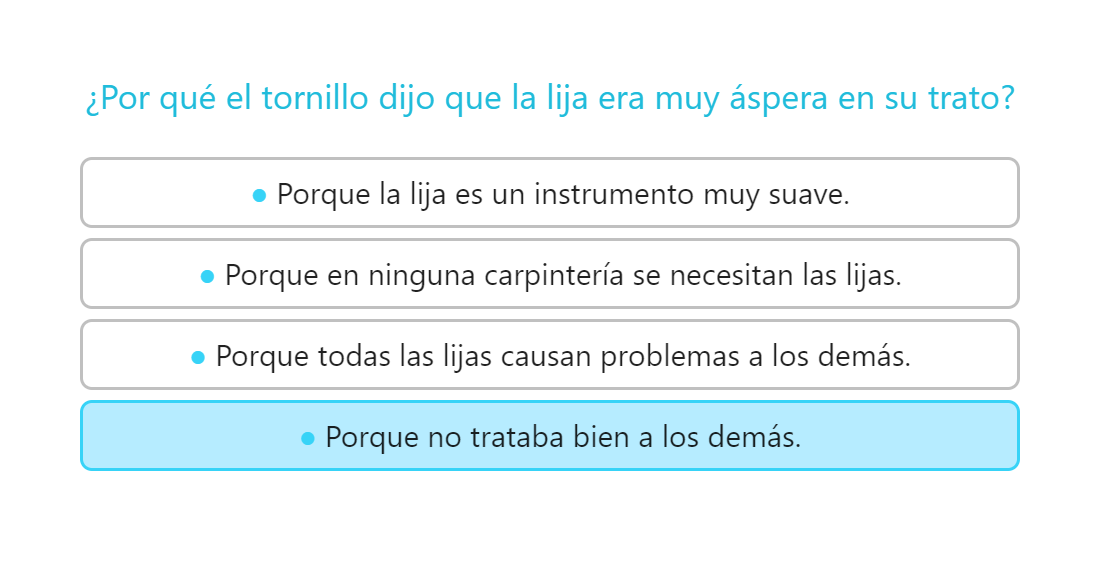 ¿Por qué el tornillo dijo que la lija era muy áspera en su trato?
• Porque la lija es un instrumento muy suave.
• Porque en ninguna carpintería se necesitan las lijas.
• Porque todas las lijas causan problemas a los demás.
• Porque no trataba bien a los demás.